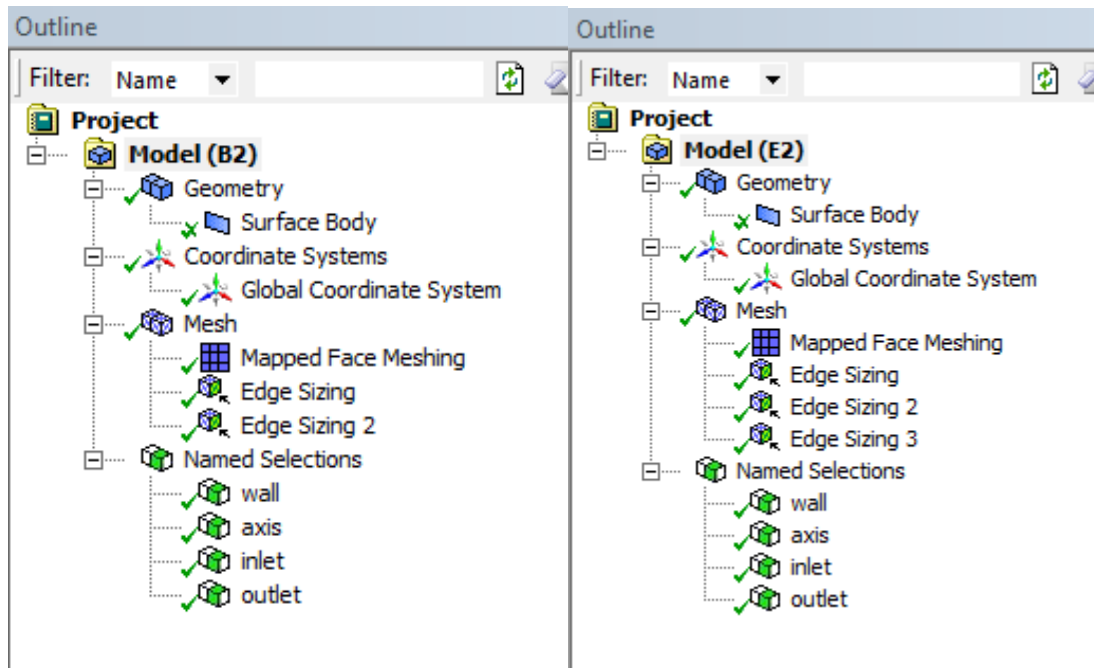 Outline
Filter: Name
Project
Model (B2)
Geometry
Surface Body
Coordinate Systems
Global Coordinate System
Mesh
Mapped Face Meshing
Edge Sizing
Edge Sizing 2
Named Selections
wall
axis
inlet
outlet
Outline
Filter: Name
Project
Model (E2)
Geometry
Surface Body
Coordinate Systems
Global Coordinate System
Mesh
Mapped Face Meshing
Edge Sizing
Edge Sizing 2
Edge Sizing 3
Named Selections
wall
axis
inlet
outlet